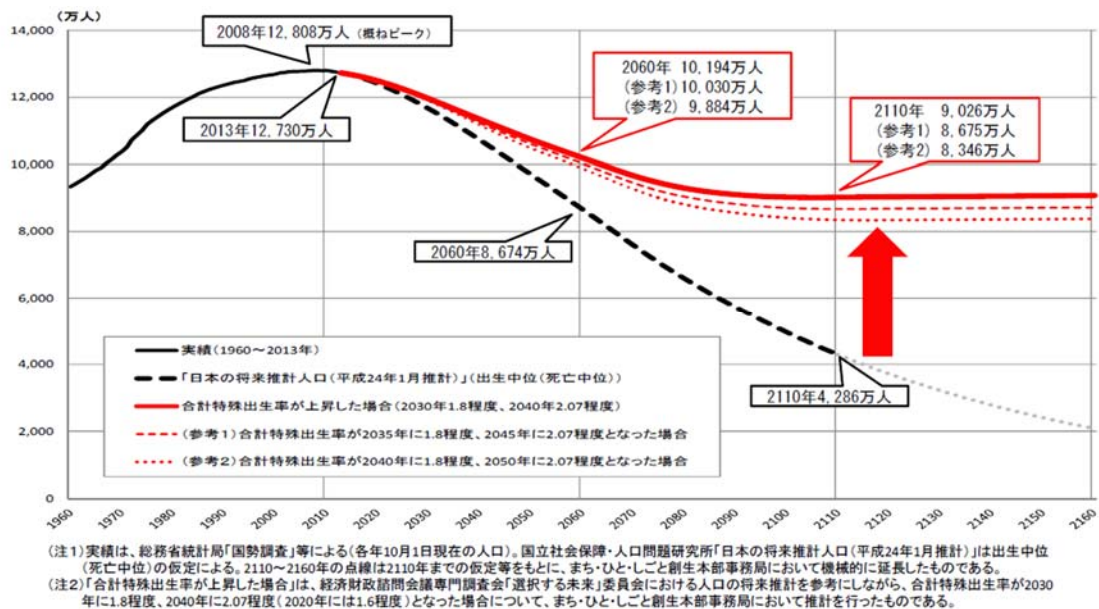 (万人)
14,000
12,000
10,000
8,000
6,000
4,000
2,000
0
2008年12,808万人(概ねピーク)
2013年12,730万人
2060年 10,194万人
(参考1)10,030万人
(参考2) 9,884万人
2110年 9,026万人
(参考1) 8,675万人
(参考2) 8,346万人
2060年8,674万人
2110年4,286万人
実績(1960~2013年)
「日本の将来推計人口(平成24年1月推計)」(出生中位(死亡中位))
合計特殊出生率が上昇した場合(2030年1.8程度、2040年2.07程度)
(参考1)合計特殊出生率が2035年に1.8程度、2045年に2.07程度となった場合
(参考2)合計特殊出生率が2040年に1.8程度、2050年に2.07程度となった場合
1960 1970 1980 1990 2000 2010 2020 2030 2040 2050 2060 2070 2080 2090 2100 2110 2120 2130 2140 2150 2160
(注1)実績は、総務省統計局「国勢調査」等による(各年10月1日現在の人口)。国立社会保障・人口問題研究所「日本の将来推計人口(平成24年1月推計)」は出生中位
(死亡中位)の仮定による。2110~2160年の点線は2110年までの仮定等をもとに、まち・ひと・しごと創生本部事務局において機械的に延長したものである。
(注2)「合計特殊出生率が上昇した場合」は、経済財政諮問会議専門調査会「選択する未来」委員会における人口の将来推計を参考にしながら、合計特殊出生率が2030
年に1.8程度、2040年に2.07程度(2020年には1.6程度)となった場合について、まち・ひと・しごと創生本部事務局において推計を行ったものである。